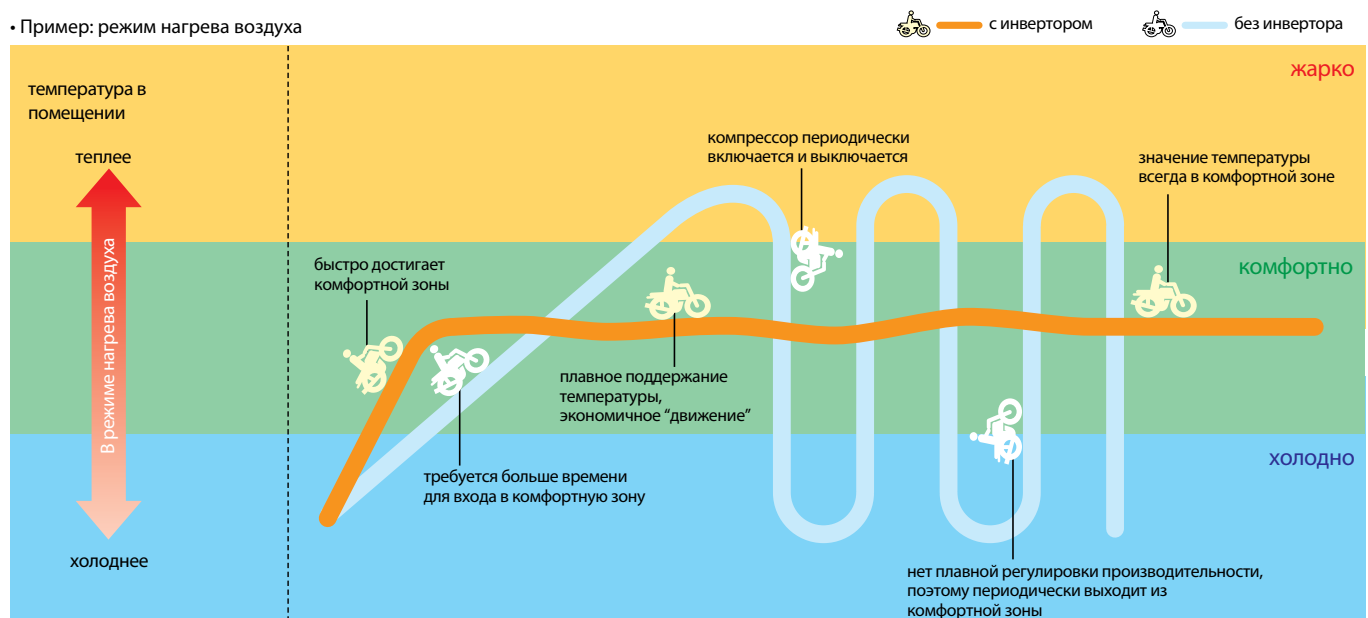 • Пример: режим нагрева воздуха
с инвертором
без инвертора
жарко
температура в
помещении
теплее
компрессор периодически
включается и выключается
значение температуры
всегда в комфортной зоне
В режиме нагрева воздуха
быстро достигает
комфортной зоны
комфортно
плавное поддержание
температуры,
экономичное “движение”
холодно
требуется больше времени
для входа в комфортную зону
холоднее
нет плавной регулировки производительности,
поэтому периодически выходит из
комфортной зоны